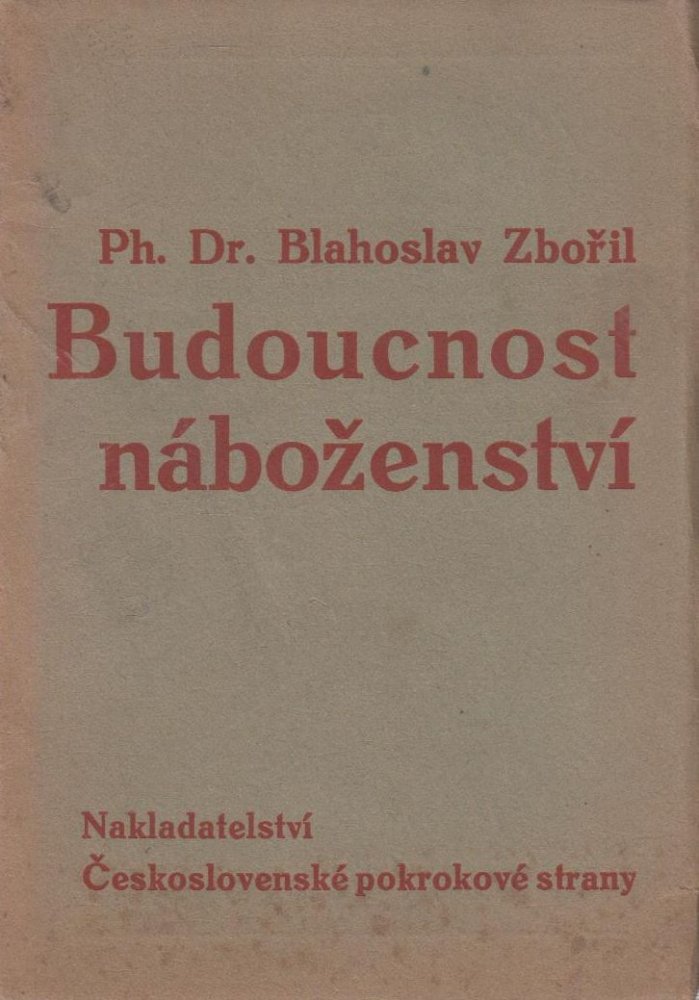 Ph. Dr. Blahoslav Zbořil
Budoucnost
náboženství
Nakladatelství
Československé pokrokové strany